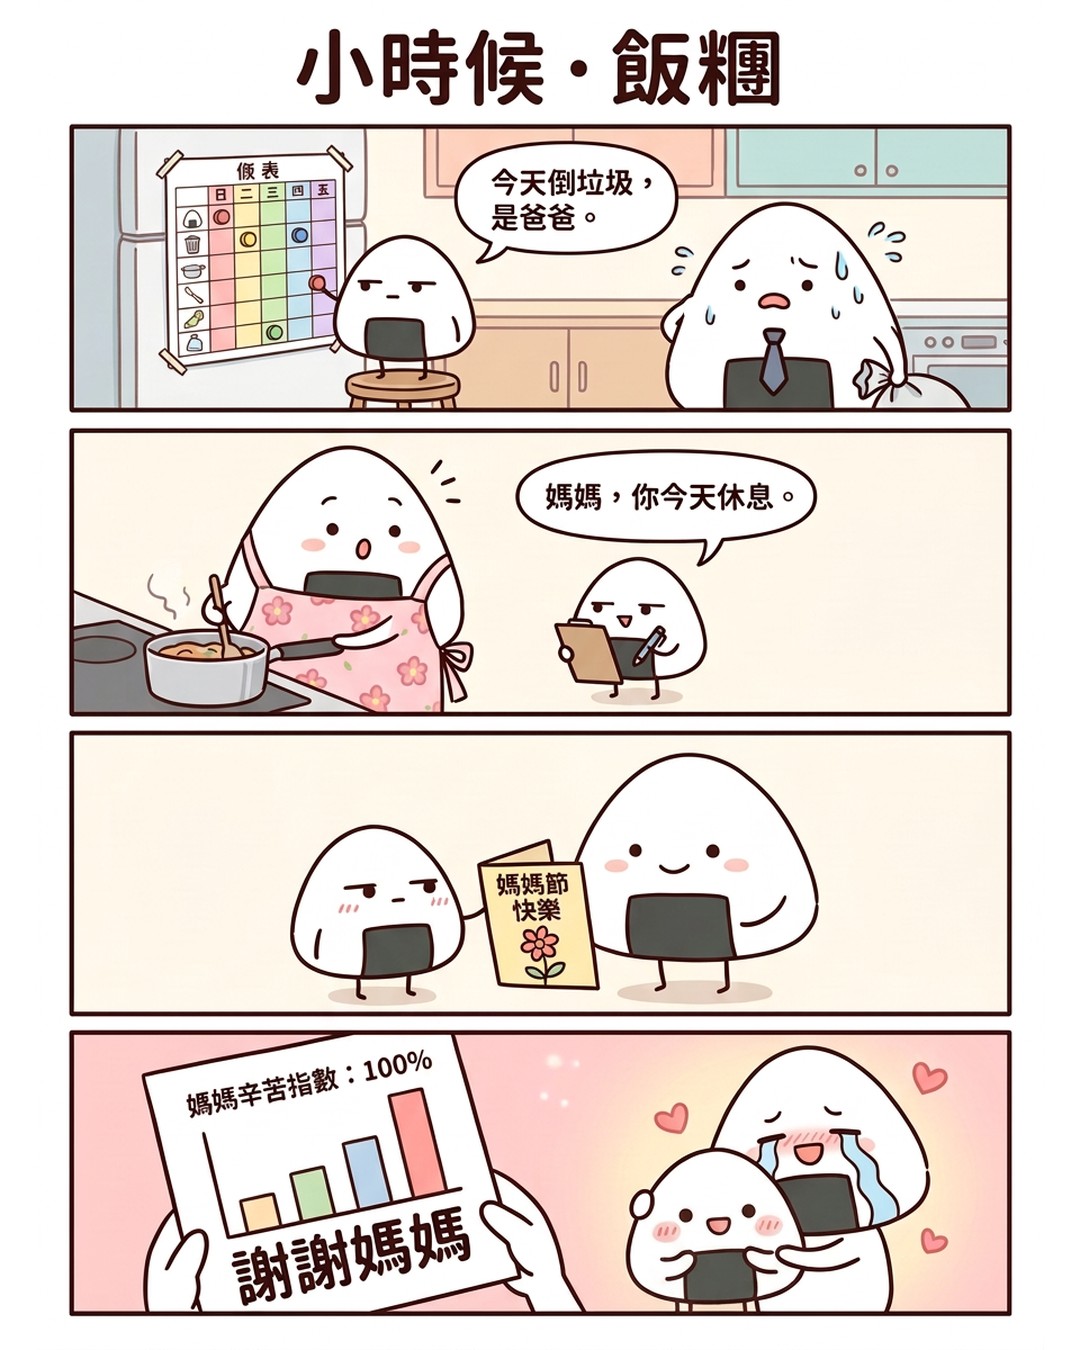 小時候·飯糰
日 二 三 四 五
今天倒垃圾，
是爸爸。
媽媽，你今天休息。
媽媽節
快樂
媽媽辛苦指數：100%
謝謝媽媽